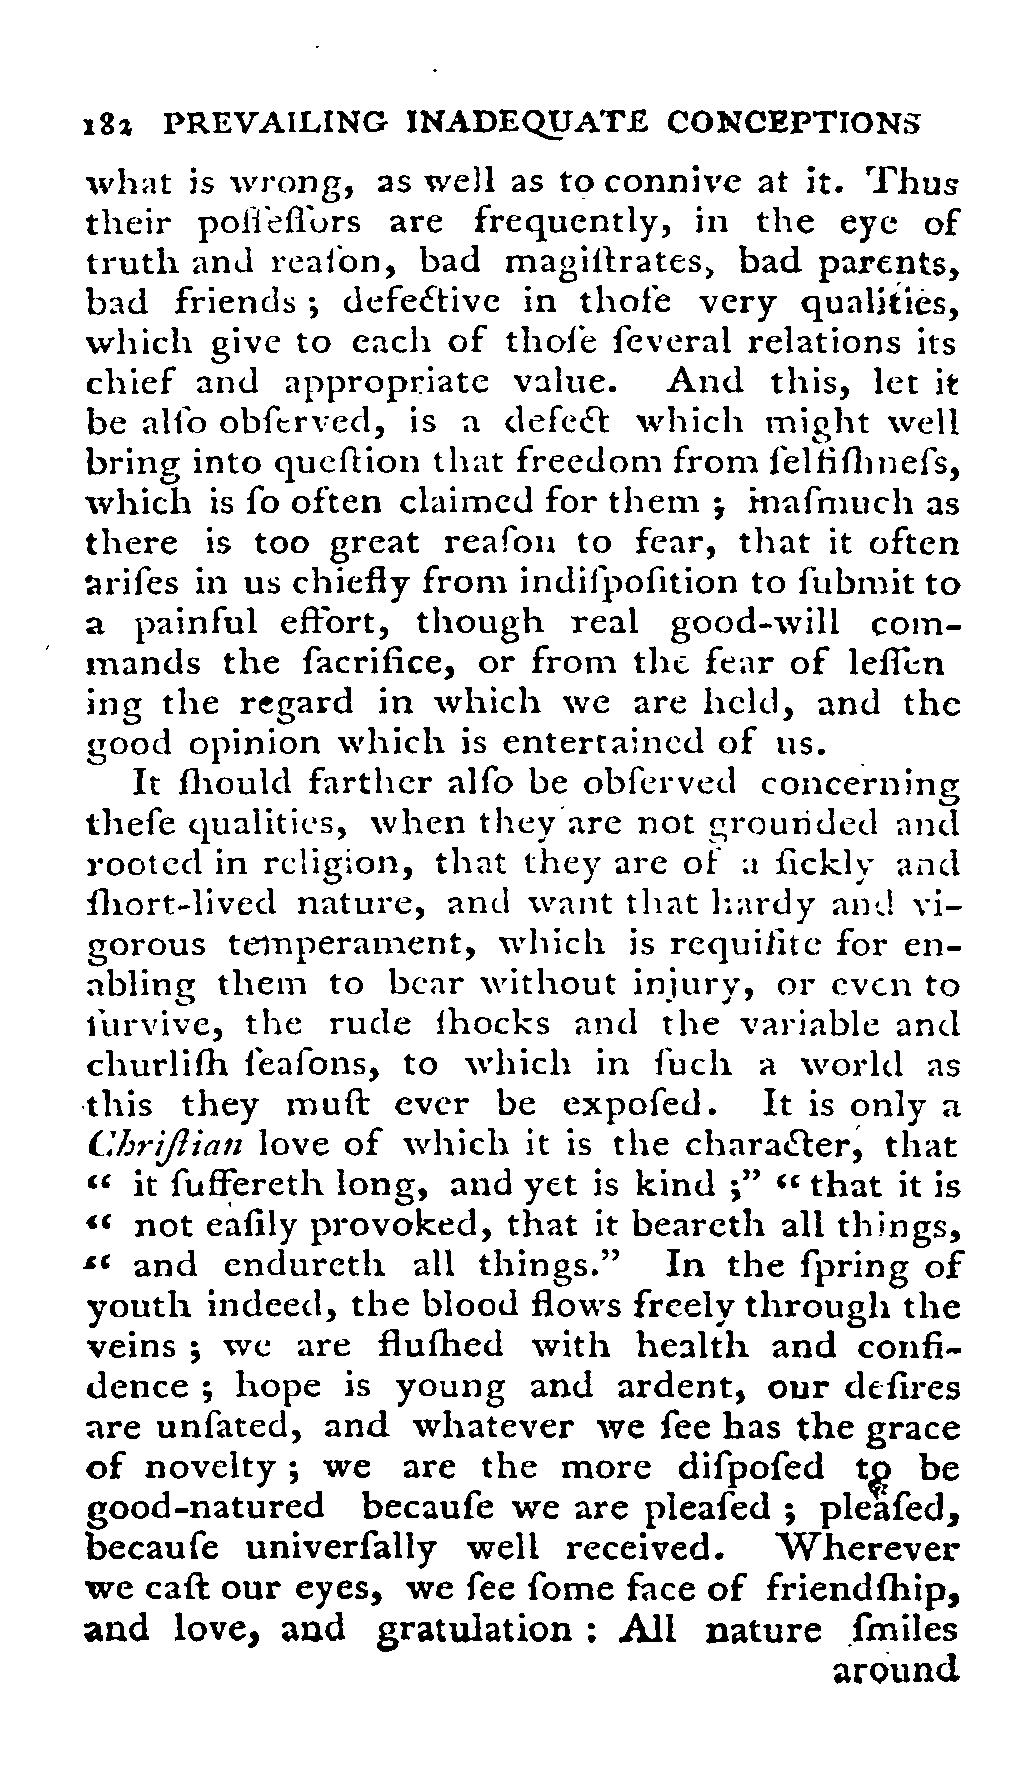 182 PREVAILING INADEQUATE CONCEPTIONS
what is wrong, as well as to connive at it. Thus
their poſſeſſors are frequently, in the eye of
truth and reaſon, bad magiſtrates, bad parents,
bad friends ; defective in thoſe very qualities,
which give to each of thoſe ſeveral relations its
chief and appropriate value. And this, let it
be alſo obſerved, is a defect which might well
bring into queſtion that freedom from ſelfiſhneſs,
which is ſo often claimed for them ; inaſmuch as
there is too great reaſon to fear, that it often
ariſes in us chiefly from indiſpoſition to ſubmit to
a painful effort, though real good-will com-
mands the ſacrifice, or from the fear of leſſen
ing the regard in which we are held, and the
good opinion which is entertained of us.
It ſhould farther alſo be obſerved concerning
theſe qualities, when they are not grounded and
rooted in religion, that they are of a ſickly and
ſhort-lived nature, and want that hardy and vi-
gorous temperament, which is requiſite for en-
abling them to bear without injury, or even to
ſurvive, the rude ſhocks and the variable and
churliſh ſeaſons, to which in ſuch a world as
this they muſt ever be expoſed. It is only a
Chriſtian love of which it is the character, that
“ it ſuffereth long, and yet is kind ;” “ that it is
“ not eaſily provoked, that it beareth all things,
“ and endureth all things.” In the ſpring of
youth indeed, the blood flows freely through the
veins ; we are fluſhed with health and confi-
dence ; hope is young and ardent, our deſires
are unſated, and whatever we ſee has the grace
of novelty ; we are the more diſpoſed to be
good-natured becauſe we are pleaſed ; pleaſed,
becauſe univerſally well received. Wherever
we caſt our eyes, we ſee ſome face of friendſhip,
and love, and gratulation : All nature ſmiles
around